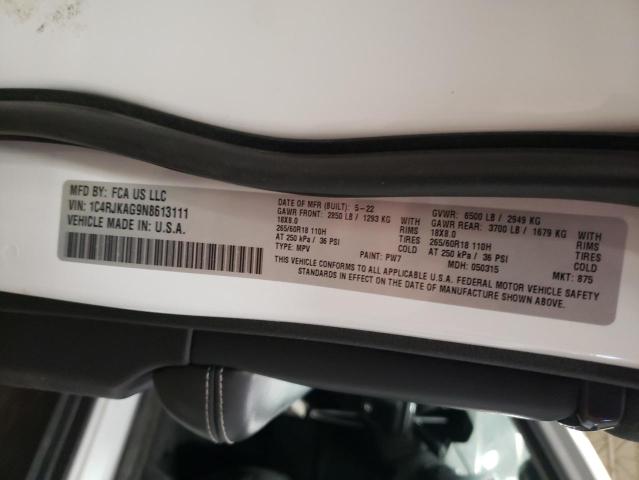 MFD BY: FCA US LLC
VIN: 1C4RJKAG9N8613111
VEHICLE MADE IN: U.S.A.
DATE OF MFR (BUILT): 5-22
GAWR FRONT: 2850 LB / 1293 KG
18X8.0 RIMS
265/60R18 110H TIRES
AT 250 kPa / 36 PSI COLD
TYPE: MPV PAINT: PW7
GVWR: 6500 LB / 2949 KG
GAWR REAR: 3700 LB / 1679 KG
18X8.0 RIMS
265/60R18 110H TIRES
AT 250 kPa / 36 PSI COLD
MDH: 050315 MKT: 875
THIS VEHICLE CONFORMS TO ALL APPLICABLE U.S.A. FEDERAL MOTOR VEHICLE SAFETY
STANDARDS IN EFFECT ON THE DATE OF MANUFACTURE SHOWN ABOVE.